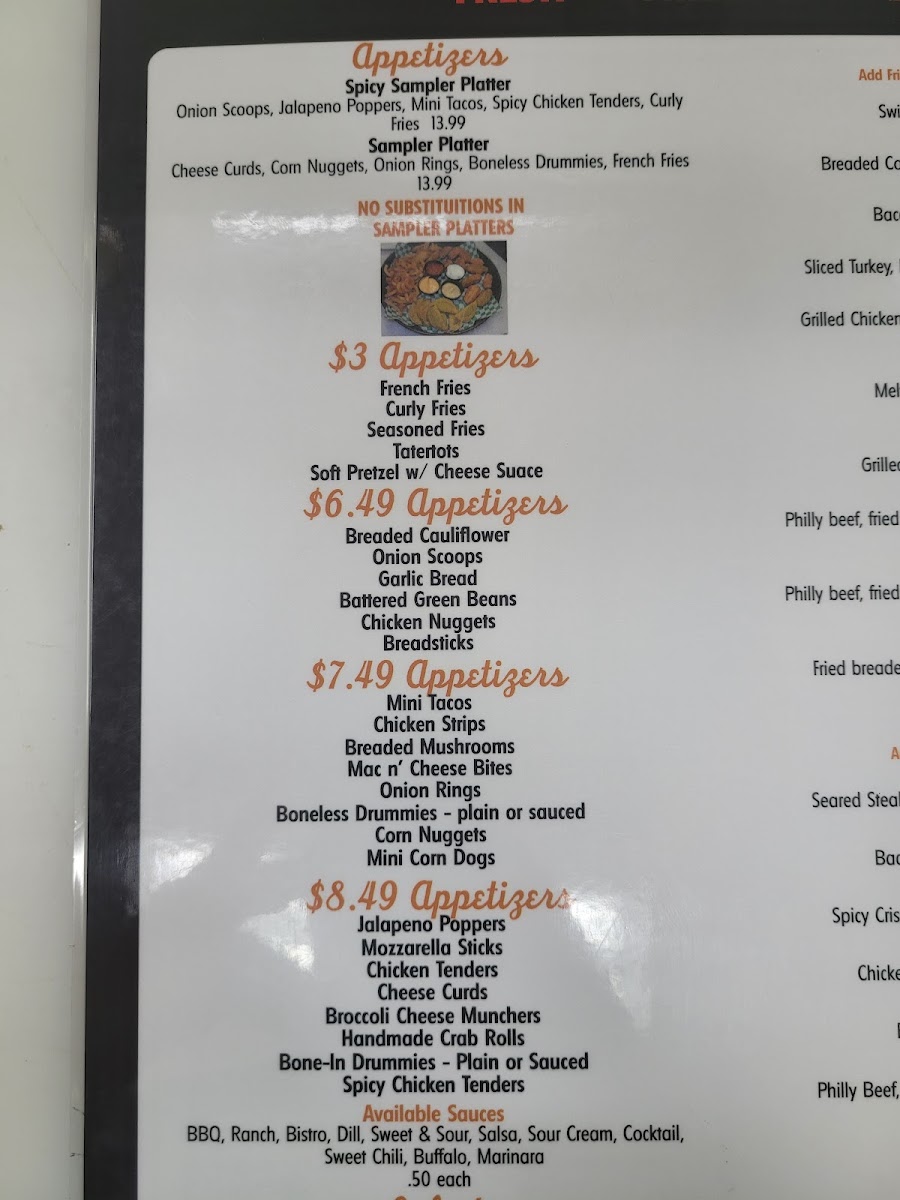 Appetizers
Spicy Sampler Platter
Onion Scoops, Jalapeno Poppers, Mini Tacos, Spicy Chicken Tenders, Curly
Fries 13.99
Sampler Platter
Cheese Curds, Corn Nuggets, Onion Rings, Boneless Drummies, French Fries
13.99
NO SUBSTITUITIONS IN
SAMPLER PLATTERS
$3 Appetizers
French Fries
Curly Fries
Seasoned Fries
Tatertots
Soft Pretzel w/ Cheese Suace
$6.49 Appetizers
Breaded Cauliflower
Onion Scoops
Garlic Bread
Battered Green Beans
Chicken Nuggets
Breadsticks
$7.49 Appetizers
Mini Tacos
Chicken Strips
Breaded Mushrooms
Mac n' Cheese Bites
Onion Rings
Boneless Drummies - plain or sauced
Corn Nuggets
Mini Corn Dogs
$8.49 Appetizers
Jalapeno Poppers
Mozzarella Sticks
Chicken Tenders
Cheese Curds
Broccoli Cheese Munchers
Handmade Crab Rolls
Bone-In Drummies - Plain or Sauced
Spicy Chicken Tenders
Available Sauces
BBQ, Ranch, Bistro, Dill, Sweet & Sour, Salsa, Sour Cream, Cocktail,
Sweet Chili, Buffalo, Marinara
.50 each
Add
Breaded
Sliced Turkey,
Grilled Chicken
Philly beef, fried
Philly beef, fried
Fried
Seared
Spicy
Philly Beef,